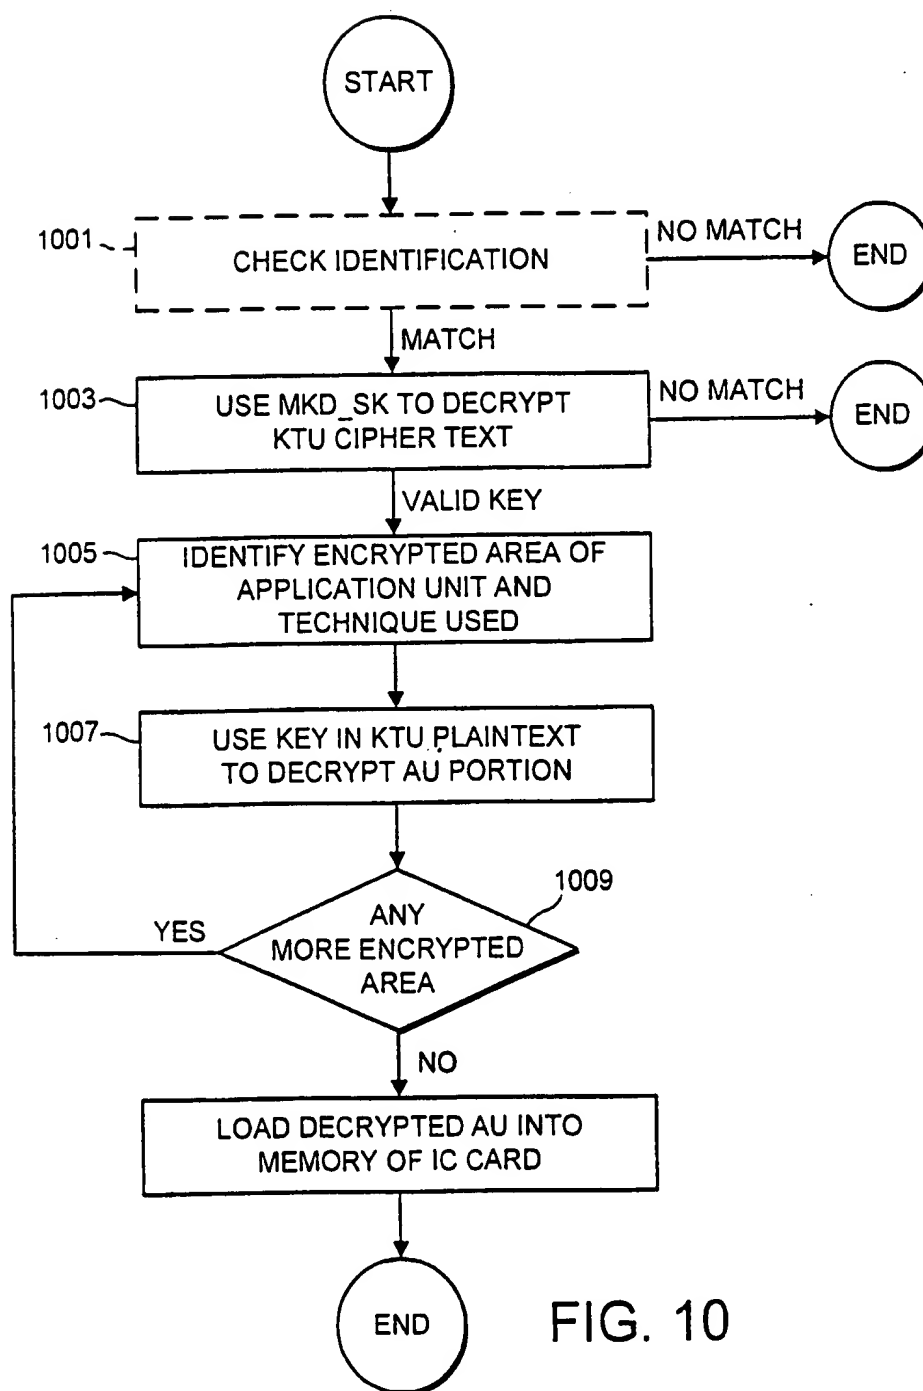 START
1001
CHECK IDENTIFICATION
NO MATCH
END
MATCH
1003
USE MKD_SK TO DECRYPT
KTU CIPHER TEXT
NO MATCH
END
VALID KEY
1005
IDENTIFY ENCRYPTED AREA OF
APPLICATION UNIT AND
TECHNIQUE USED
1007
USE KEY IN KTU PLAINTEXT
TO DECRYPT AU PORTION
1009
ANY
MORE ENCRYPTED
AREA
YES
NO
LOAD DECRYPTED AU INTO
MEMORY OF IC CARD
END
FIG. 10